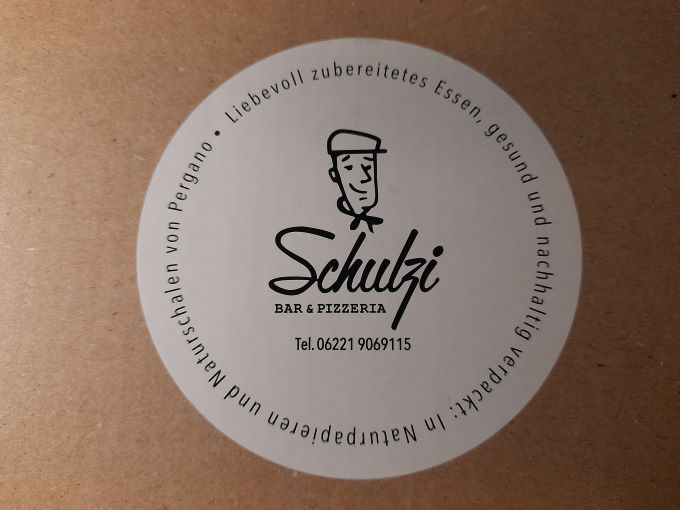 Liebevoll zubereitetes Essen, gesund und nachhaltig verpackt: In Naturpapieren und Naturschalen von Pergano •
Schulzi
BAR & PIZZERIA
Tel. 06221 9069115